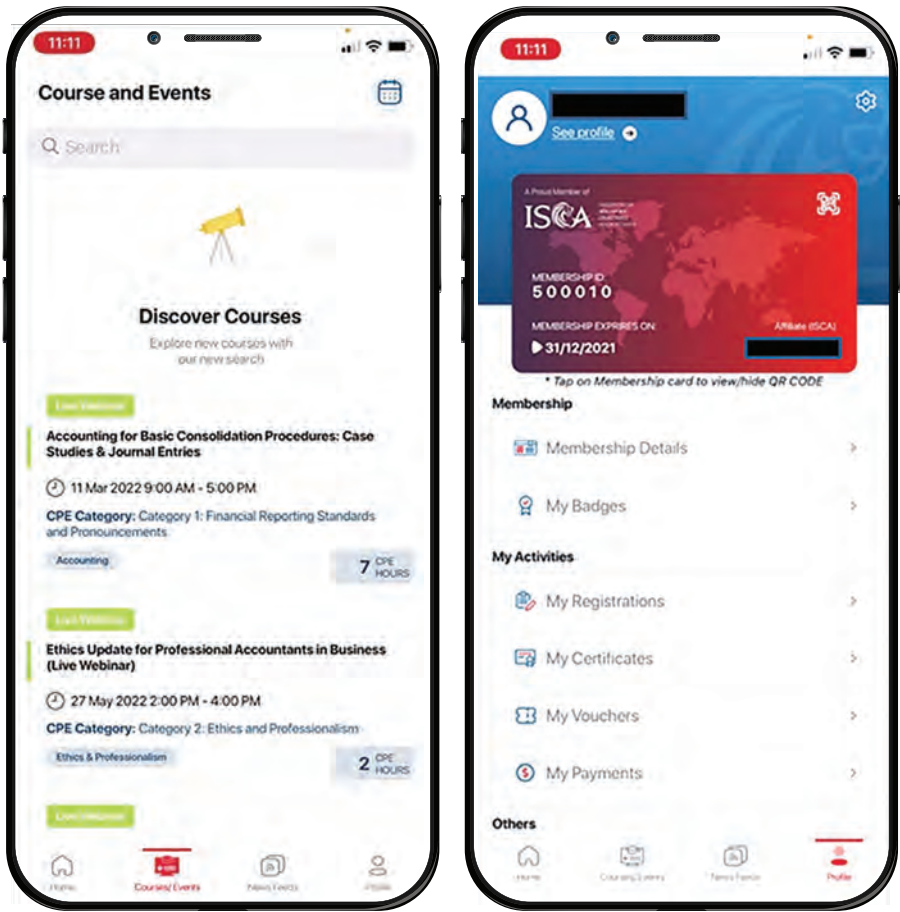 11:11
Course and Events
Search
Discover Courses
Explore new courses with
our new search
Live Webinar
Accounting for Basic Consolidation Procedures: Case
Studies & Journal Entries
11 Mar 2022 9:00 AM - 5:00 PM
CPE Category: Category 1: Financial Reporting Standards
and Pronouncements
Accounting
7 CPE
HOURS
Live Webinar
Ethics Update for Professional Accountants in Business
(Live Webinar)
27 May 2022 2:00 PM - 4:00 PM
CPE Category: Category 2: Ethics and Professionalism
Ethics & Professionalism
2 CPE
HOURS
Live Webinar
Home
Courses/Events
News Feeds
Profile
11:11
See profile
A Proud Member of
ISCA
MEMBERSHIP ID
500010
MEMBERSHIP EXPIRES ON
Affiliate (ISCA)
31/12/2021
* Tap on Membership card to view/hide QR CODE
Membership
Membership Details
My Badges
My Activities
My Registrations
My Certificates
My Vouchers
My Payments
Others
Home
Courses/Events
News Feeds
Profile